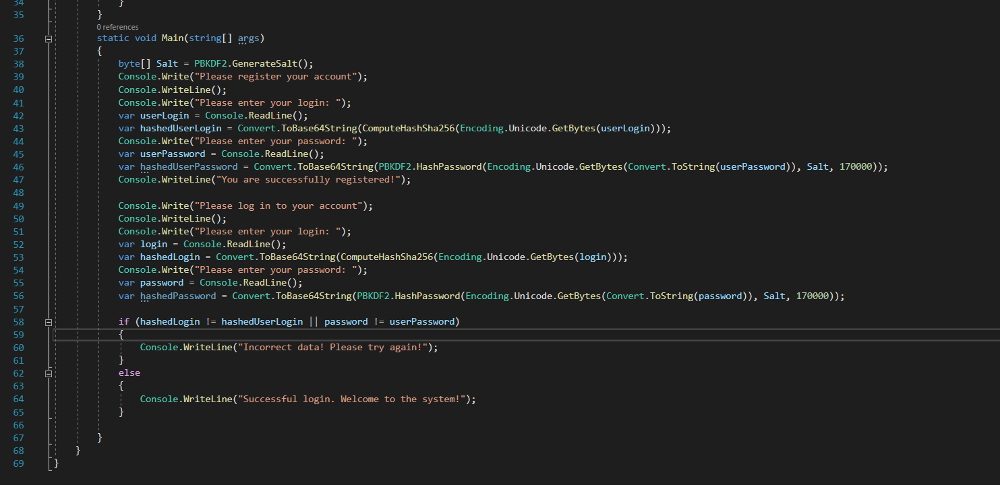 34 }
35 }
0 references
36 static void Main(string[] args)
37 {
38 byte[] Salt = PBKDF2.GenerateSalt();
39 Console.Write("Please register your account");
40 Console.WriteLine();
41 Console.Write("Please enter your login: ");
42 var userLogin = Console.ReadLine();
43 var hashedUserLogin = Convert.ToBase64String(ComputeHashSha256(Encoding.Unicode.GetBytes(userLogin)));
44 Console.Write("Please enter your password: ");
45 var userPassword = Console.ReadLine();
46 var hashedUserPassword = Convert.ToBase64String(PBKDF2.HashPassword(Encoding.Unicode.GetBytes(Convert.ToString(userPassword)), Salt, 170000));
47 Console.WriteLine("You are successfully registered!");
48
49 Console.Write("Please log in to your account");
50 Console.WriteLine();
51 Console.Write("Please enter your login: ");
52 var login = Console.ReadLine();
53 var hashedLogin = Convert.ToBase64String(ComputeHashSha256(Encoding.Unicode.GetBytes(login)));
54 Console.Write("Please enter your password: ");
55 var password = Console.ReadLine();
56 var hashedPassword = Convert.ToBase64String(PBKDF2.HashPassword(Encoding.Unicode.GetBytes(Convert.ToString(password)), Salt, 170000));
57
58 if (hashedLogin != hashedUserLogin || password != userPassword)
59 {
60 Console.WriteLine("Incorrect data! Please try again!");
61 }
62 else
63 {
64 Console.WriteLine("Successful login. Welcome to the system!");
65 }
66
67 }
68 }
69 }